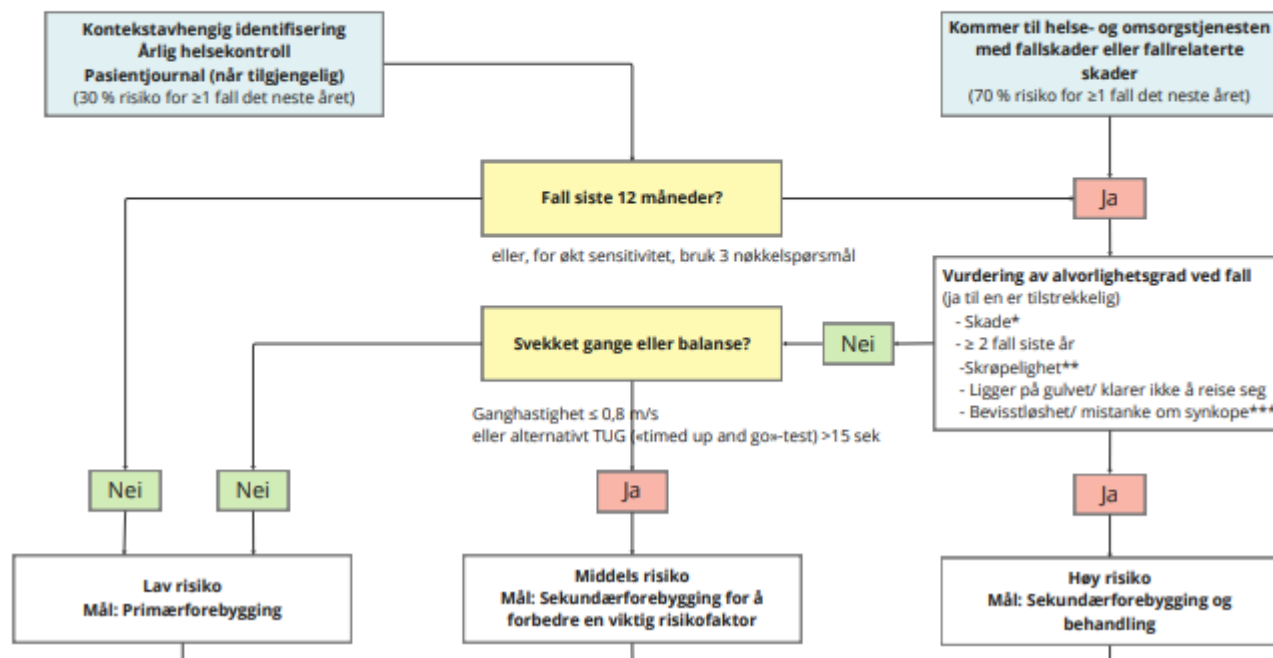 Kontekstavhengig identifisering
Årlig helsekontroll
Pasientjournal (når tilgjengelig)
(30 % risiko for ≥1 fall det neste året)
Kommer til helse- og omsorgstjenesten
med fallskader eller fallrelaterte
skader
(70 % risiko for ≥1 fall det neste året)
Fall siste 12 måneder?
Ja
eller, for økt sensitivitet, bruk 3 nøkkelspørsmål
Vurdering av alvorlighetsgrad ved fall
(ja til en er tilstrekkelig)
- Skade*
- ≥ 2 fall siste år
-Skrøpelighet**
- Ligger på gulvet/ klarer ikke å reise seg
- Bevisstløshet/ mistanke om synkope***
Nei
Svekket gange eller balanse?
Ganghastighet ≤ 0,8 m/s
eller alternativt TUG («timed up and go»-test) >15 sek
Nei
Nei
Ja
Ja
Lav risiko
Mål: Primærforebygging
Middels risiko
Mål: Sekundærforebygging for å
forbedre en viktig risikofaktor
Høy risiko
Mål: Sekundærforebygging og
behandling